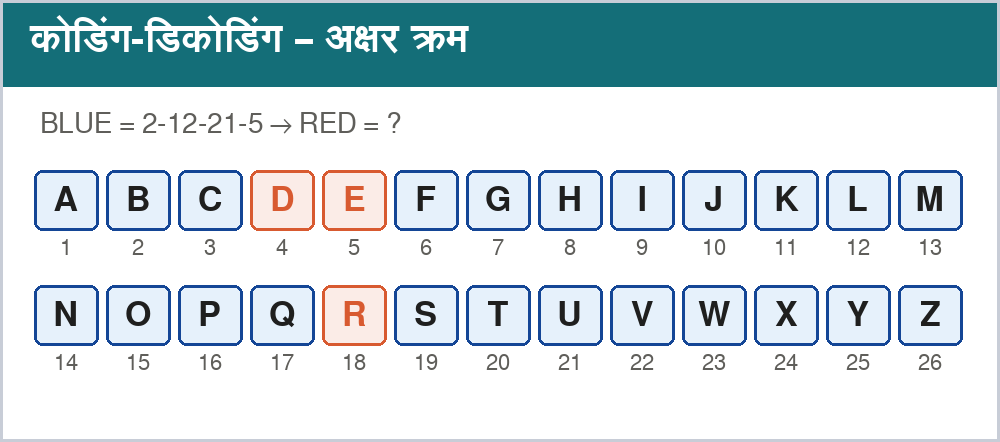 कोडिंग-डिकोडिंग – अक्षर क्रम
BLUE = 2-12-21-5 → RED = ?
A B C D E F G H I J K L M
1 2 3 4 5 6 7 8 9 10 11 12 13
N O P Q R S T U V W X Y Z
14 15 16 17 18 19 20 21 22 23 24 25 26